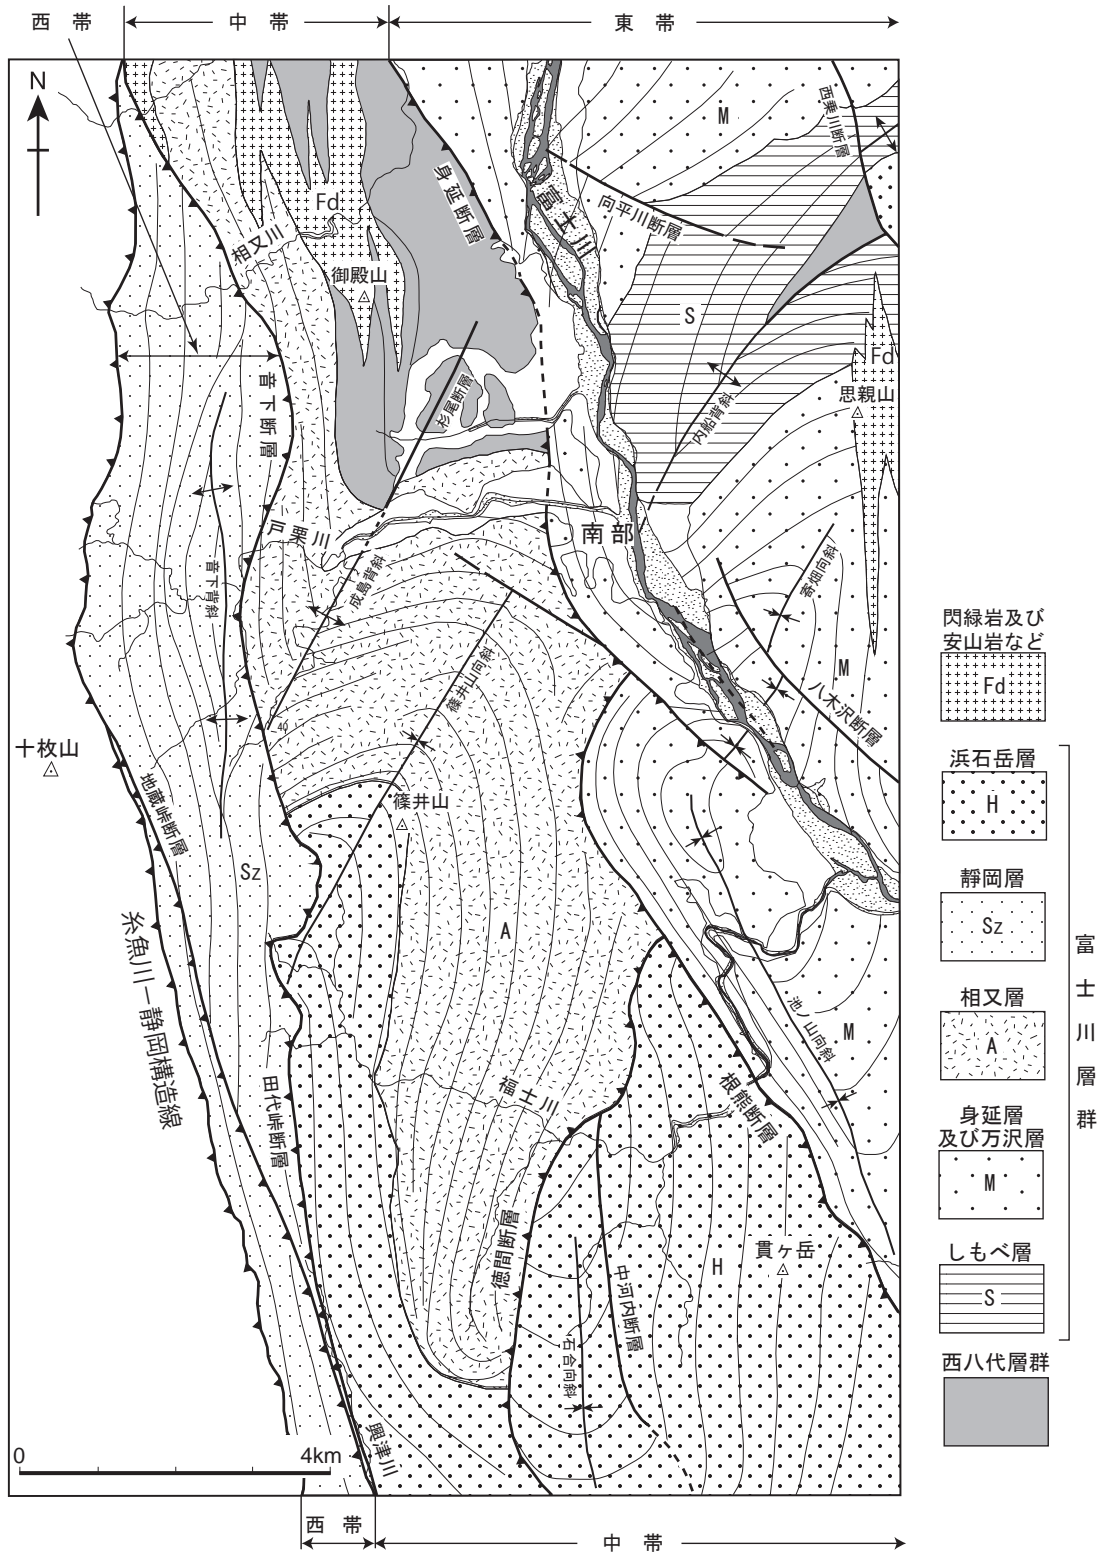 西 帯
中 帯
東 帯
N
M
西乗川断層
身延断層
富士川
向平川断層
Fd
相又川
御殿山
S
Fd
思親山
杉尾断層
内船背斜
音下断層
戸栗川
南部
成島背斜
音下背斜
寄畑向斜
篠井山向斜
M
八木沢断層
40
十枚山
地蔵峠断層
篠井山
Sz
A
糸魚川－静岡構造線
池ノ山向斜
M
田代峠断層
福士川
根熊断層
徳間断層
H
貫ヶ岳
中河内断層
石合向斜
興津川
0
4km
西 帯
中 帯
閃緑岩及び
安山岩など
Fd
浜石岳層
H
靜岡層
Sz
相又層
A
身延層
及び万沢層
M
しもべ層
S
富士川層群
西八代層群